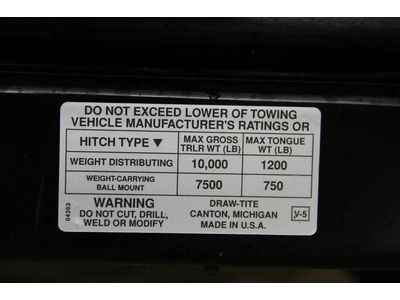 DO NOT EXCEED LOWER OF TOWING
VEHICLE MANUFACTURER'S RATINGS OR
HITCH TYPE ▼ MAX GROSS TRLR WT (LB) MAX TONGUE WT (LB)
WEIGHT DISTRIBUTING 10,000 1200
WEIGHT-CARRYING BALL MOUNT 7500 750
04363
WARNING
DO NOT CUT, DRILL,
WELD OR MODIFY
DRAW-TITE
CANTON, MICHIGAN
MADE IN U.S.A.
V-5